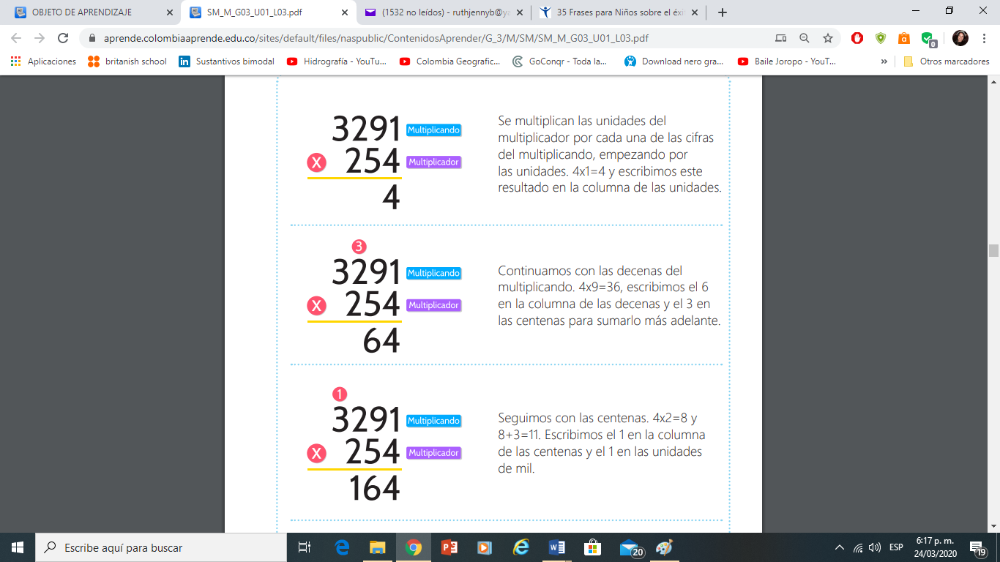 OBJETO DE APRENDIZAJE
SM_M_G03_U01_L03.pdf
(1532 no leídos) - ruthjennyb@ya
35 Frases para Niños sobre el éxi
aprende.colombiaaprende.edu.co/sites/default/files/naspublic/ContenidosAprender/G_3/M/SM/SM_M_G03_U01_L03.pdf
0
Aplicaciones
britanish school
Sustantivos bimodal
Hidrografía - YouTu...
Colombia Geografic...
GoConqr - Toda la...
Download nero gra...
Baile Joropo - YouT...
»
Otros marcadores
3291 Multiplicando
X 254 Multiplicador
4
Se multiplican las unidades del
multiplicador por cada una de las cifras
del multiplicando, empezando por
las unidades. 4x1=4 y escribimos este
resultado en la columna de las unidades.
3
3291 Multiplicando
X 254 Multiplicador
64
Continuamos con las decenas del
multiplicando. 4x9=36, escribimos el 6
en la columna de las decenas y el 3 en
las centenas para sumarlo más adelante.
1
3291 Multiplicando
X 254 Multiplicador
164
Seguimos con las centenas. 4x2=8 y
8+3=11. Escribimos el 1 en la columna
de las centenas y el 1 en las unidades
de mil.
Escribe aquí para buscar
20
ESP
6:17 p. m.
24/03/2020
19